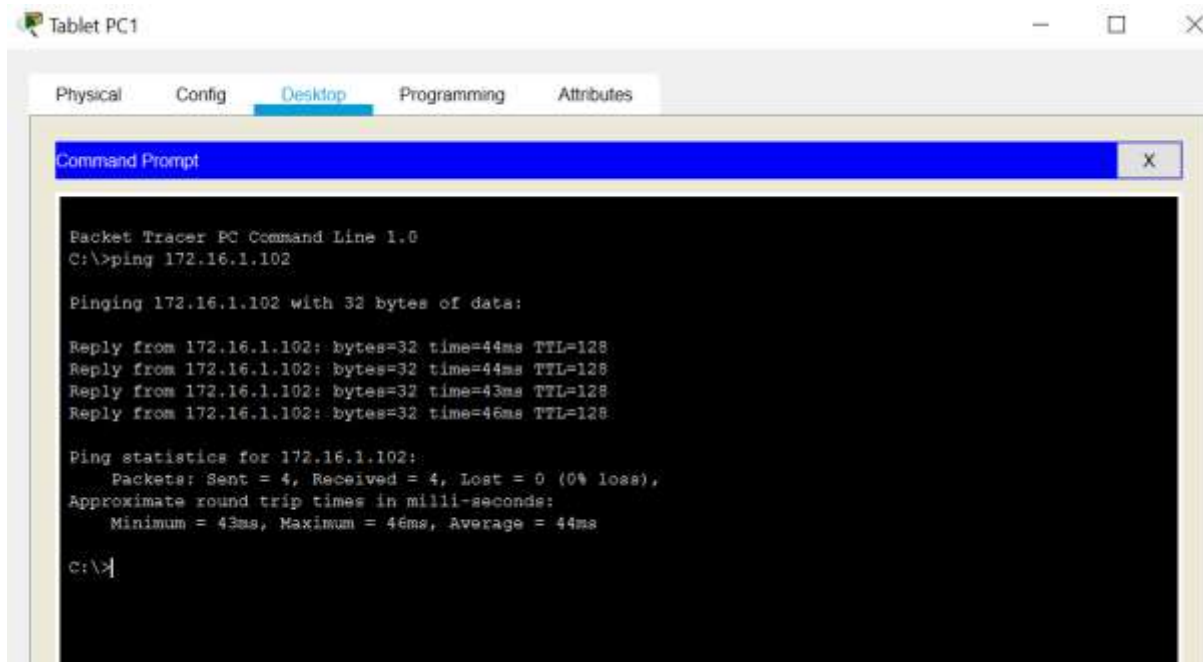 Tablet PC1
Physical Config Desktop Programming Attributes
Command Prompt X
Packet Tracer PC Command Line 1.0
C:\>ping 172.16.1.102
Pinging 172.16.1.102 with 32 bytes of data:
Reply from 172.16.1.102: bytes=32 time=44ms TTL=128
Reply from 172.16.1.102: bytes=32 time=44ms TTL=128
Reply from 172.16.1.102: bytes=32 time=43ms TTL=128
Reply from 172.16.1.102: bytes=32 time=46ms TTL=128
Ping statistics for 172.16.1.102:
Packets: Sent = 4, Received = 4, Lost = 0 (0% loss),
Approximate round trip times in milli-seconds:
Minimum = 43ms, Maximum = 46ms, Average = 44ms
C:\>